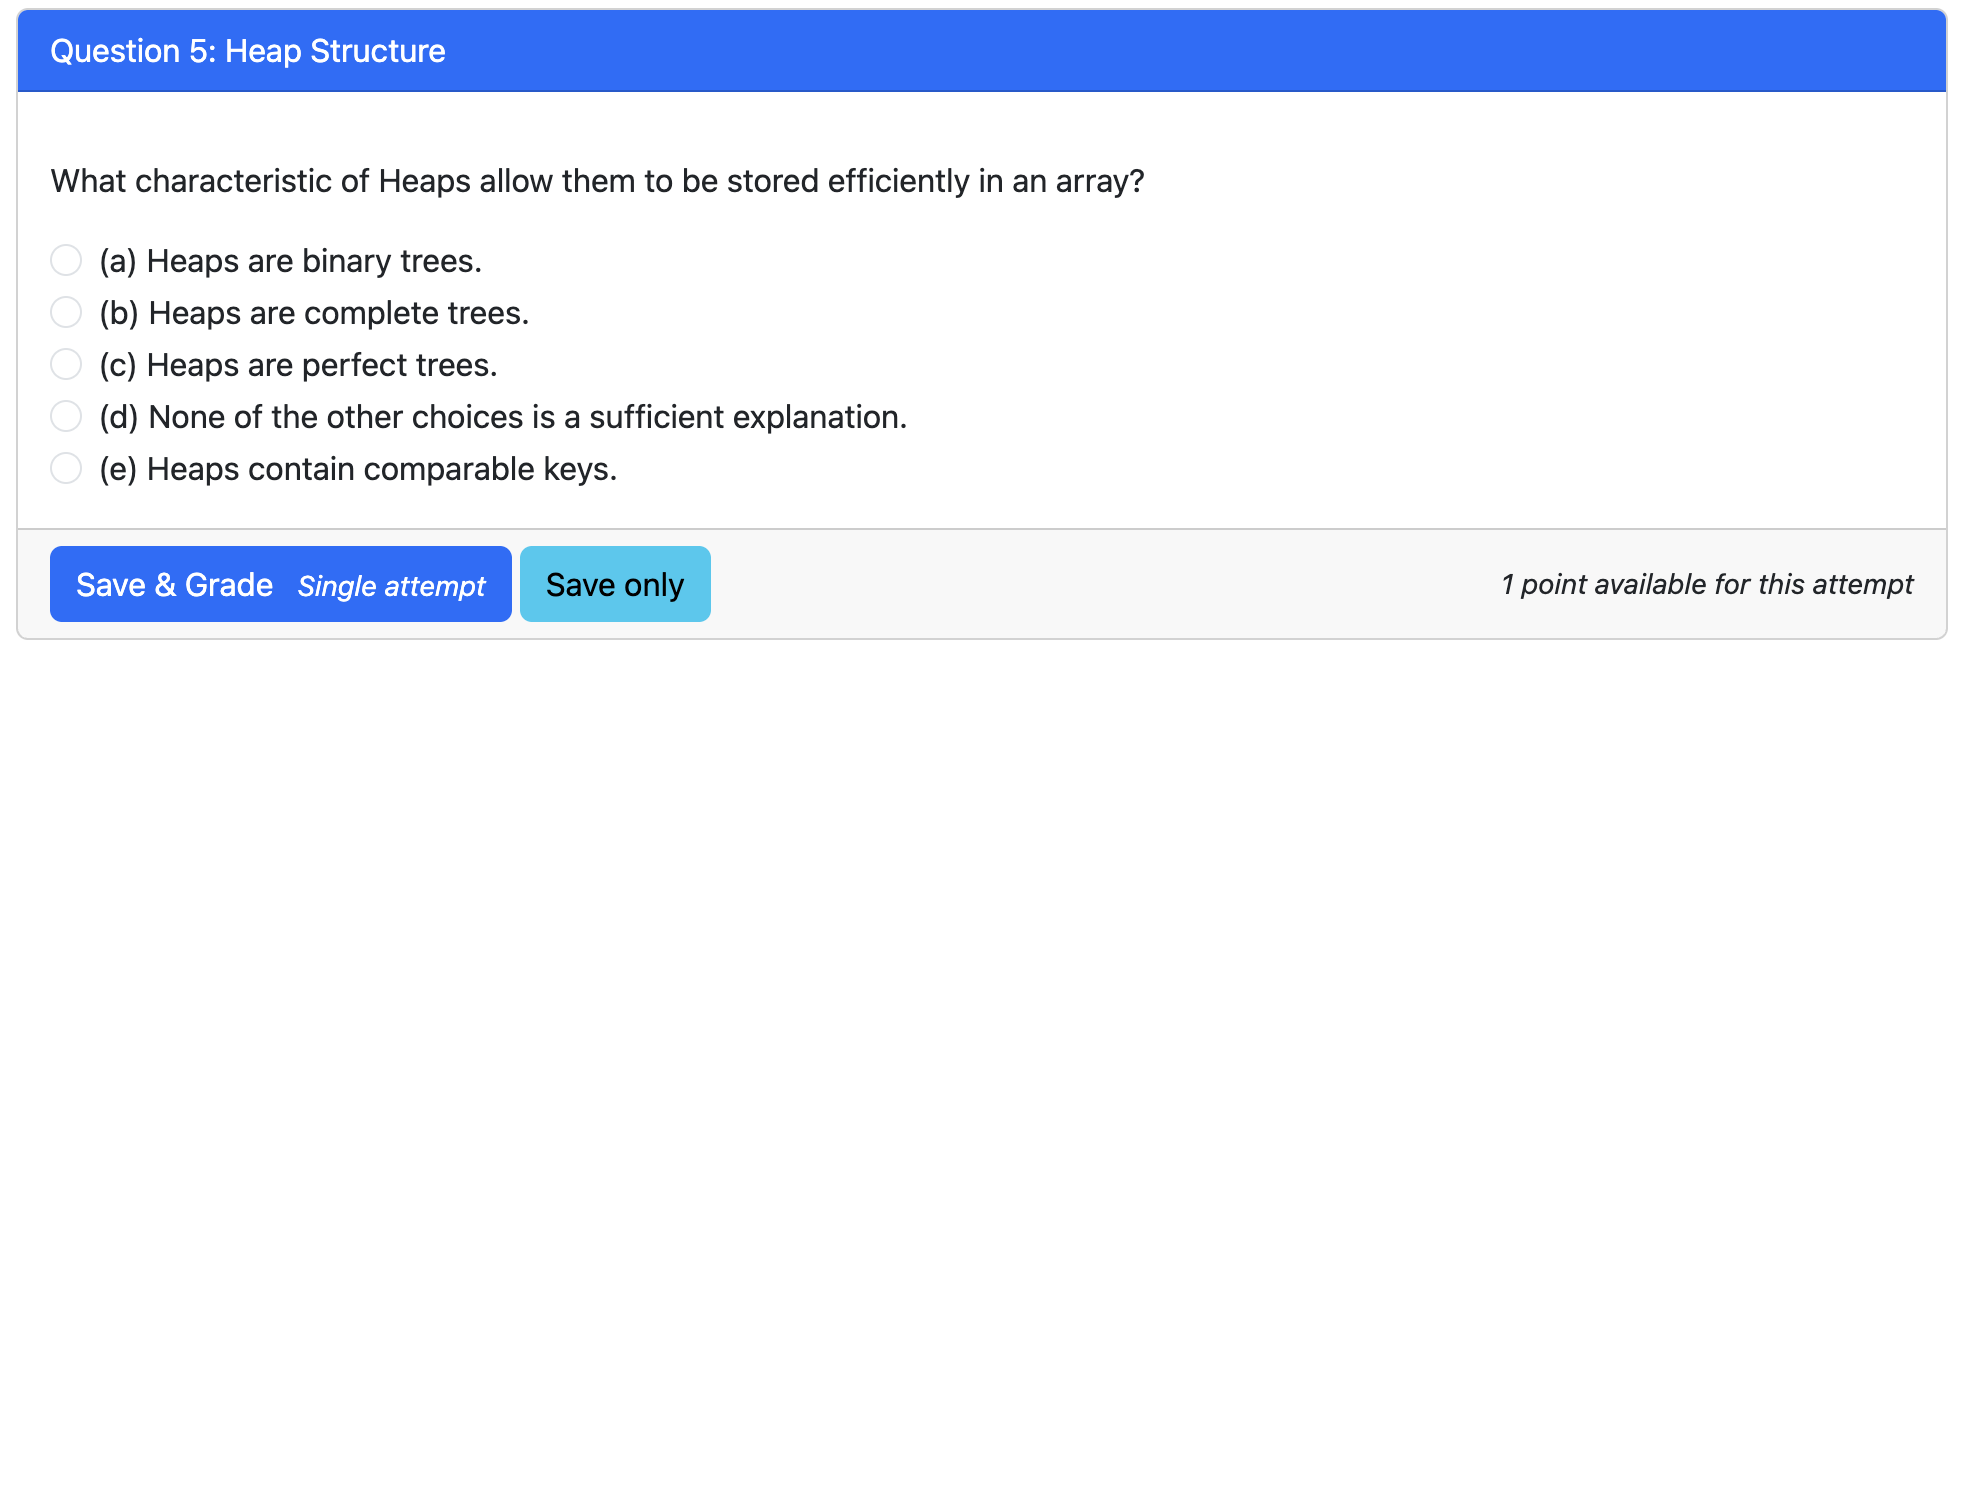 Question 5: Heap Structure
What characteristic of Heaps allow them to be stored efficiently in an array?
(a) Heaps are binary trees.
(b) Heaps are complete trees.
(c) Heaps are perfect trees.
(d) None of the other choices is a sufficient explanation.
(e) Heaps contain comparable keys.
Save & Grade Single attempt Save only 1 point available for this attempt